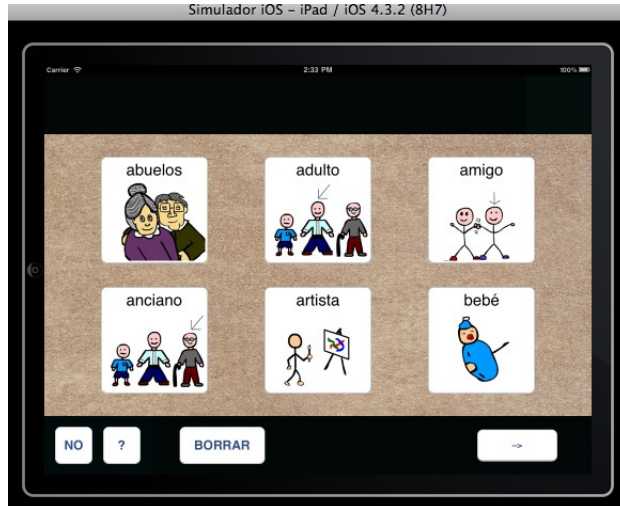 Simulador iOS – iPad / iOS 4.3.2 (8H7)
Carrier 2:33 PM 100%
abuelos adulto amigo
anciano artista bebé
NO ? BORRAR ->